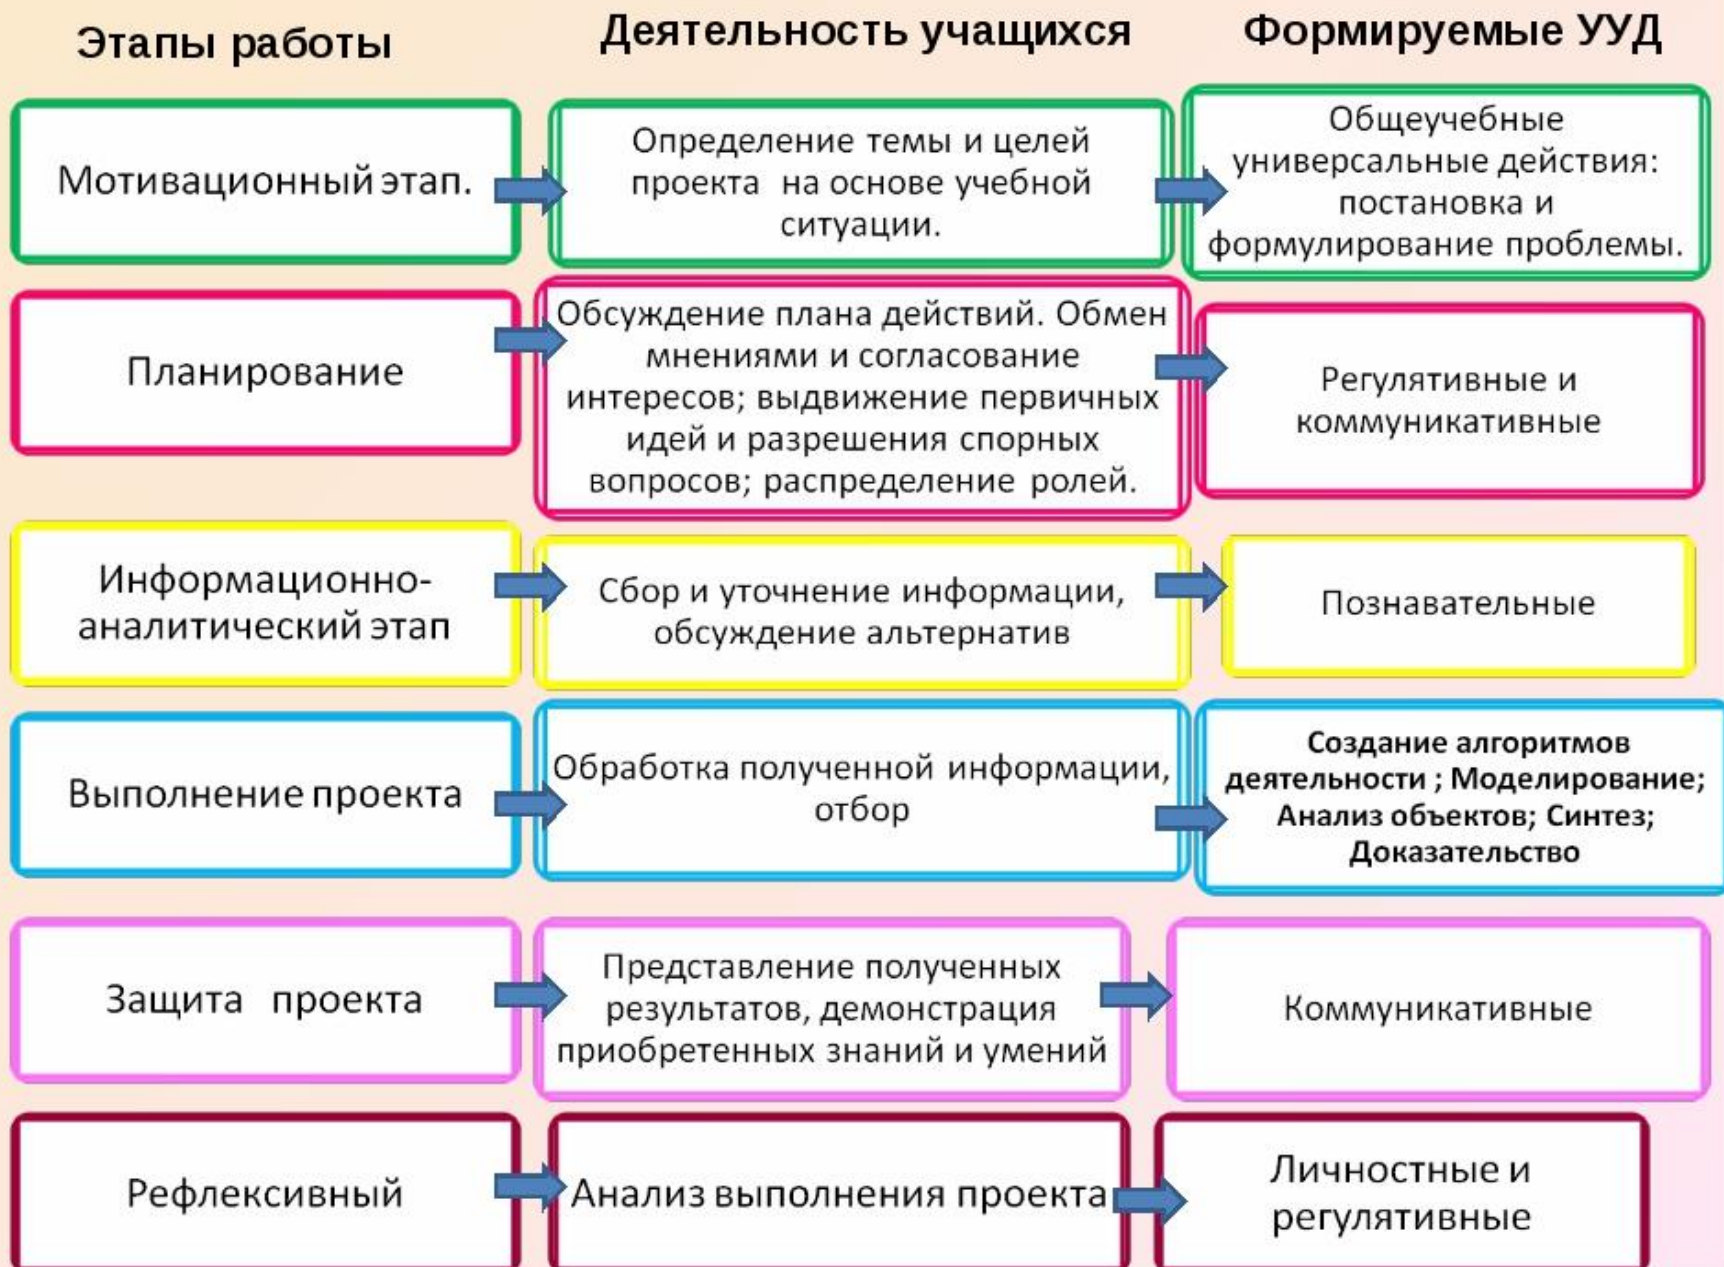 Этапы работы
Деятельность учащихся
Формируемые УУД
Мотивационный этап.
Определение темы и целей
проекта на основе учебной
ситуации.
Общеучебные
универсальные действия:
постановка и
формулирование проблемы.
Планирование
Обсуждение плана действий. Обмен
мнениями и согласование
интересов; выдвижение первичных
идей и разрешения спорных
вопросов; распределение ролей.
Регулятивные и
коммуникативные
Информационно-
аналитический этап
Сбор и уточнение информации,
обсуждение альтернатив
Познавательные
Выполнение проекта
Обработка полученной информации,
отбор
Создание алгоритмов
деятельности ; Моделирование;
Анализ объектов; Синтез;
Доказательство
Защита проекта
Представление полученных
результатов, демонстрация
приобретенных знаний и умений
Коммуникативные
Рефлексивный
Анализ выполнения проекта
Личностные и
регулятивные